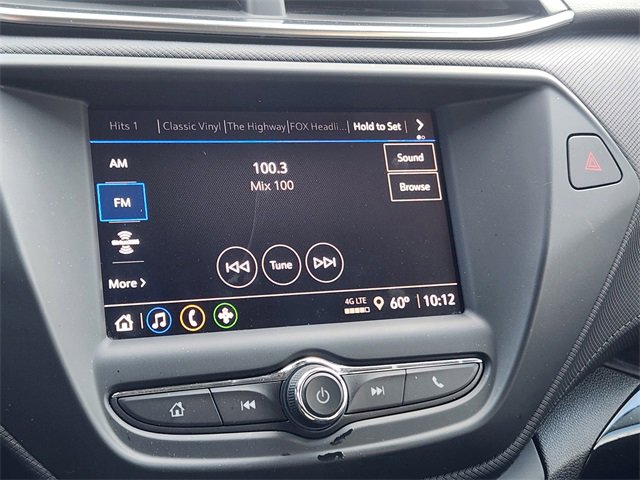 Hits 1 | Classic Vinyl | The Highway | FOX Headli... | Hold to Set |
AM
100.3
Sound
Mix 100
FM
Browse
SiriusXM
Tune
More
4G LTE
60° | 10:12